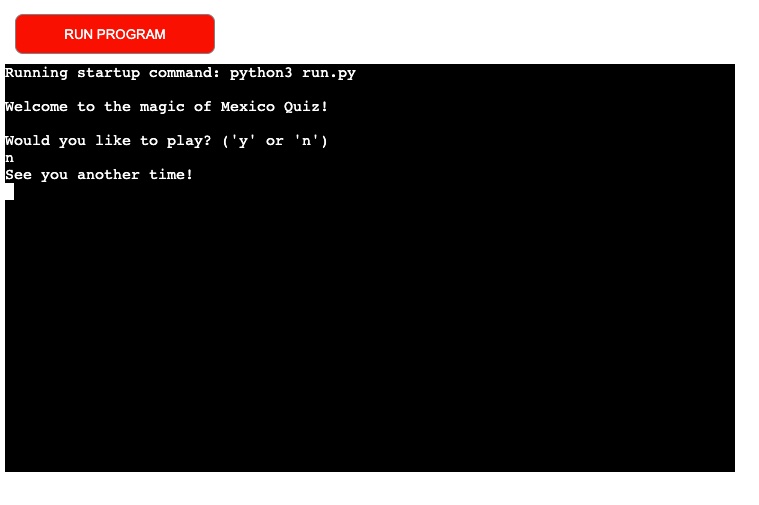 RUN PROGRAM
Running startup command: python3 run.py
Welcome to the magic of Mexico Quiz!
Would you like to play? ('y' or 'n')
n
See you another time!